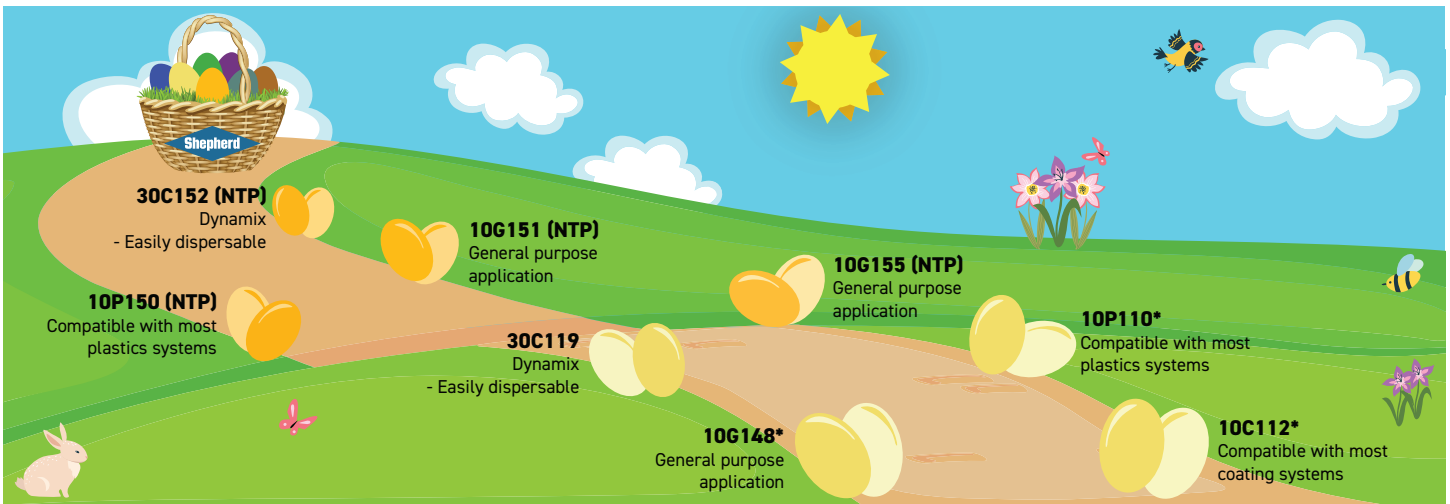 Shepherd
30C152 (NTP)
Dynamix
- Easily dispersable
10G151 (NTP)
General purpose
application
10G155 (NTP)
General purpose
application
10P150 (NTP)
Compatible with most
plastics systems
30C119
Dynamix
- Easily dispersable
10P110*
Compatible with most
plastics systems
10G148*
General purpose
application
10C112*
Compatible with most
coating systems